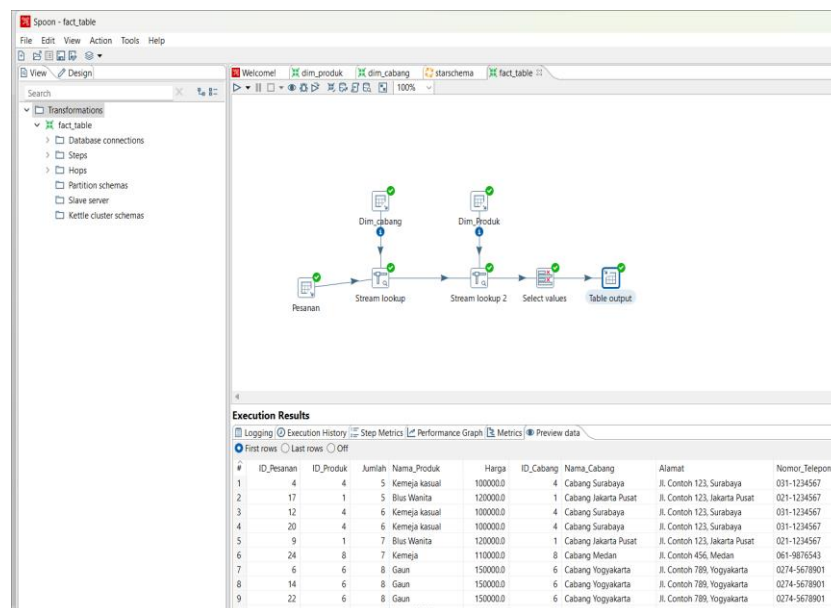 Spoon - fact_table
File Edit View Action Tools Help
View Design
Welcome! dim_produk dim_cabang starschema fact_table
Search
100%
Transformations
fact_table
Database connections
Steps
Hops
Partition schemas
Slave server
Kettle cluster schemas
Dim_cabang Dim_Produk
Pesanan Stream lookup Stream lookup 2 Select values Table output
Execution Results
Logging Execution History Step Metrics Performance Graph Metrics Preview data
First rows Last rows Off
# ID_Pesanan ID_Produk Jumlah Nama_Produk Harga ID_Cabang Nama_Cabang Alamat Nomor_Telepon
1 4 4 5 Kemeja kasual 100000.0 4 Cabang Surabaya Jl. Contoh 123, Surabaya 031-1234567
2 17 1 5 Blus Wanita 120000.0 1 Cabang Jakarta Pusat Jl. Contoh 123, Jakarta Pusat 021-1234567
3 12 4 6 Kemeja kasual 100000.0 4 Cabang Surabaya Jl. Contoh 123, Surabaya 031-1234567
4 20 4 6 Kemeja kasual 100000.0 4 Cabang Surabaya Jl. Contoh 123, Surabaya 031-1234567
5 9 1 7 Blus Wanita 120000.0 1 Cabang Jakarta Pusat Jl. Contoh 123, Jakarta Pusat 021-1234567
6 24 8 7 Kemeja 110000.0 8 Cabang Medan Jl. Contoh 456, Medan 061-9876543
7 6 6 8 Gaun 150000.0 6 Cabang Yogyakarta Jl. Contoh 789, Yogyakarta 0274-5678901
8 14 6 8 Gaun 150000.0 6 Cabang Yogyakarta Jl. Contoh 789, Yogyakarta 0274-5678901
9 22 6 8 Gaun 150000.0 6 Cabang Yogyakarta Jl. Contoh 789, Yogyakarta 0274-5678901